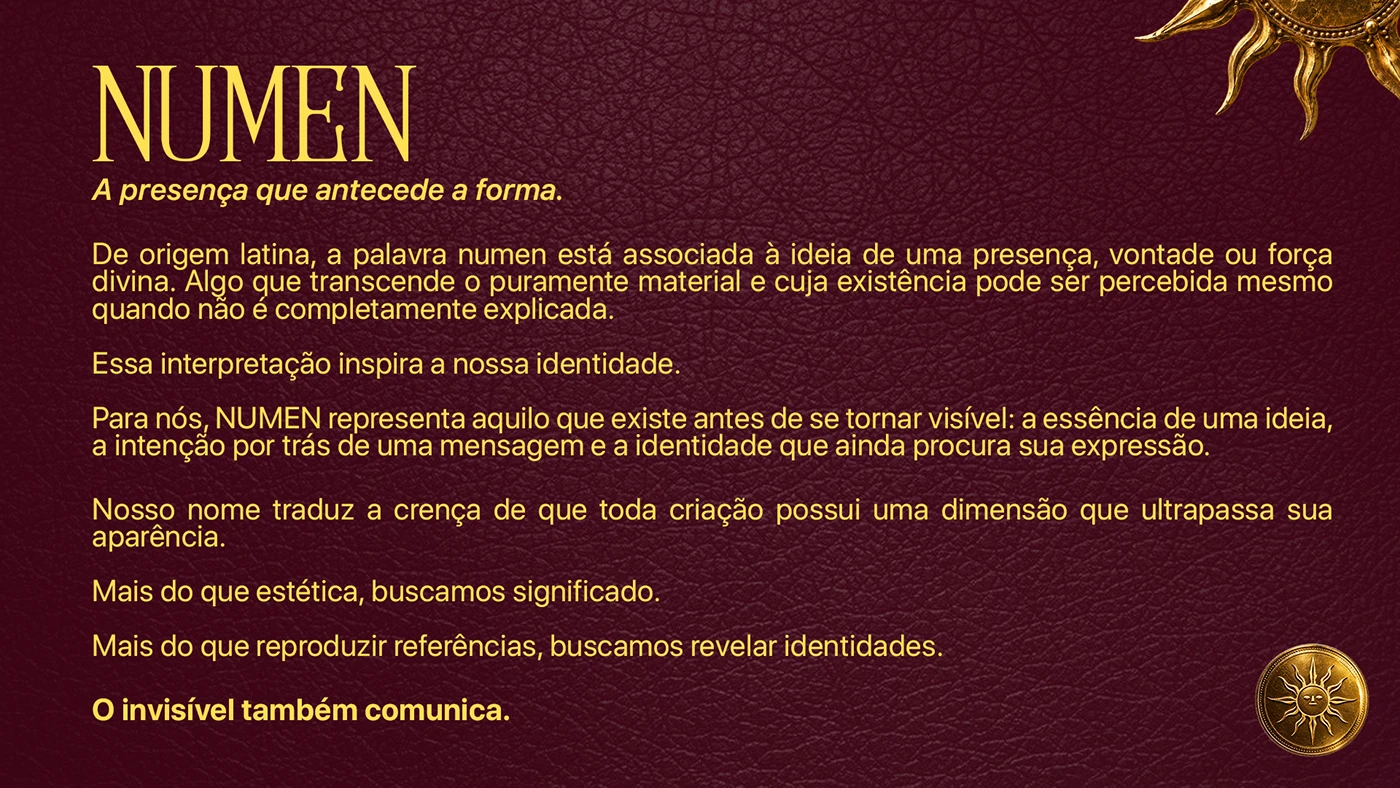 NUMEN
A presença que antecede a forma.
De origem latina, a palavra numen está associada à ideia de uma presença, vontade ou força
divina. Algo que transcende o puramente material e cuja existência pode ser percebida mesmo
quando não é completamente explicada.
Essa interpretação inspira a nossa identidade.
Para nós, NUMEN representa aquilo que existe antes de se tornar visível: a essência de uma ideia,
a intenção por trás de uma mensagem e a identidade que ainda procura sua expressão.
Nosso nome traduz a crença de que toda criação possui uma dimensão que ultrapassa sua
aparência.
Mais do que estética, buscamos significado.
Mais do que reproduzir referências, buscamos revelar identidades.
O invisível também comunica.